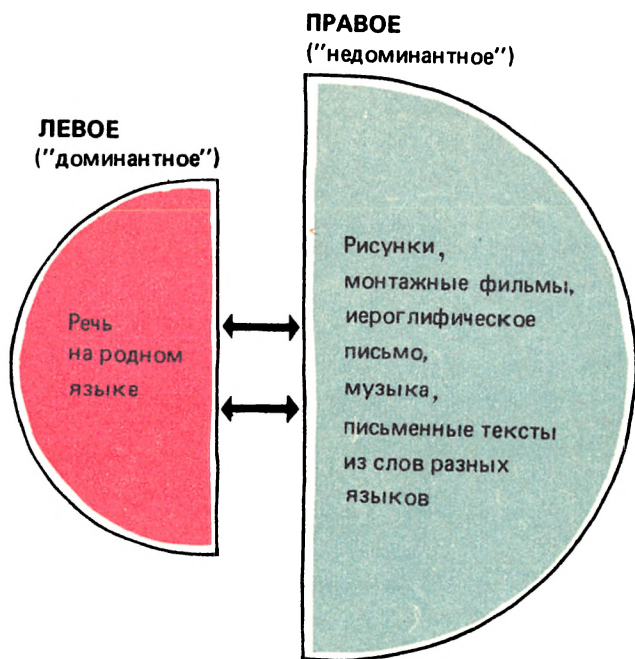 ПРАВОЕ
("недоминантное")
ЛЕВОЕ
("доминантное")
Речь
на родном
языке
Рисунки,
монтажные фильмы,
иероглифическое
письмо,
музыка,
письменные тексты
из слов разных
языков